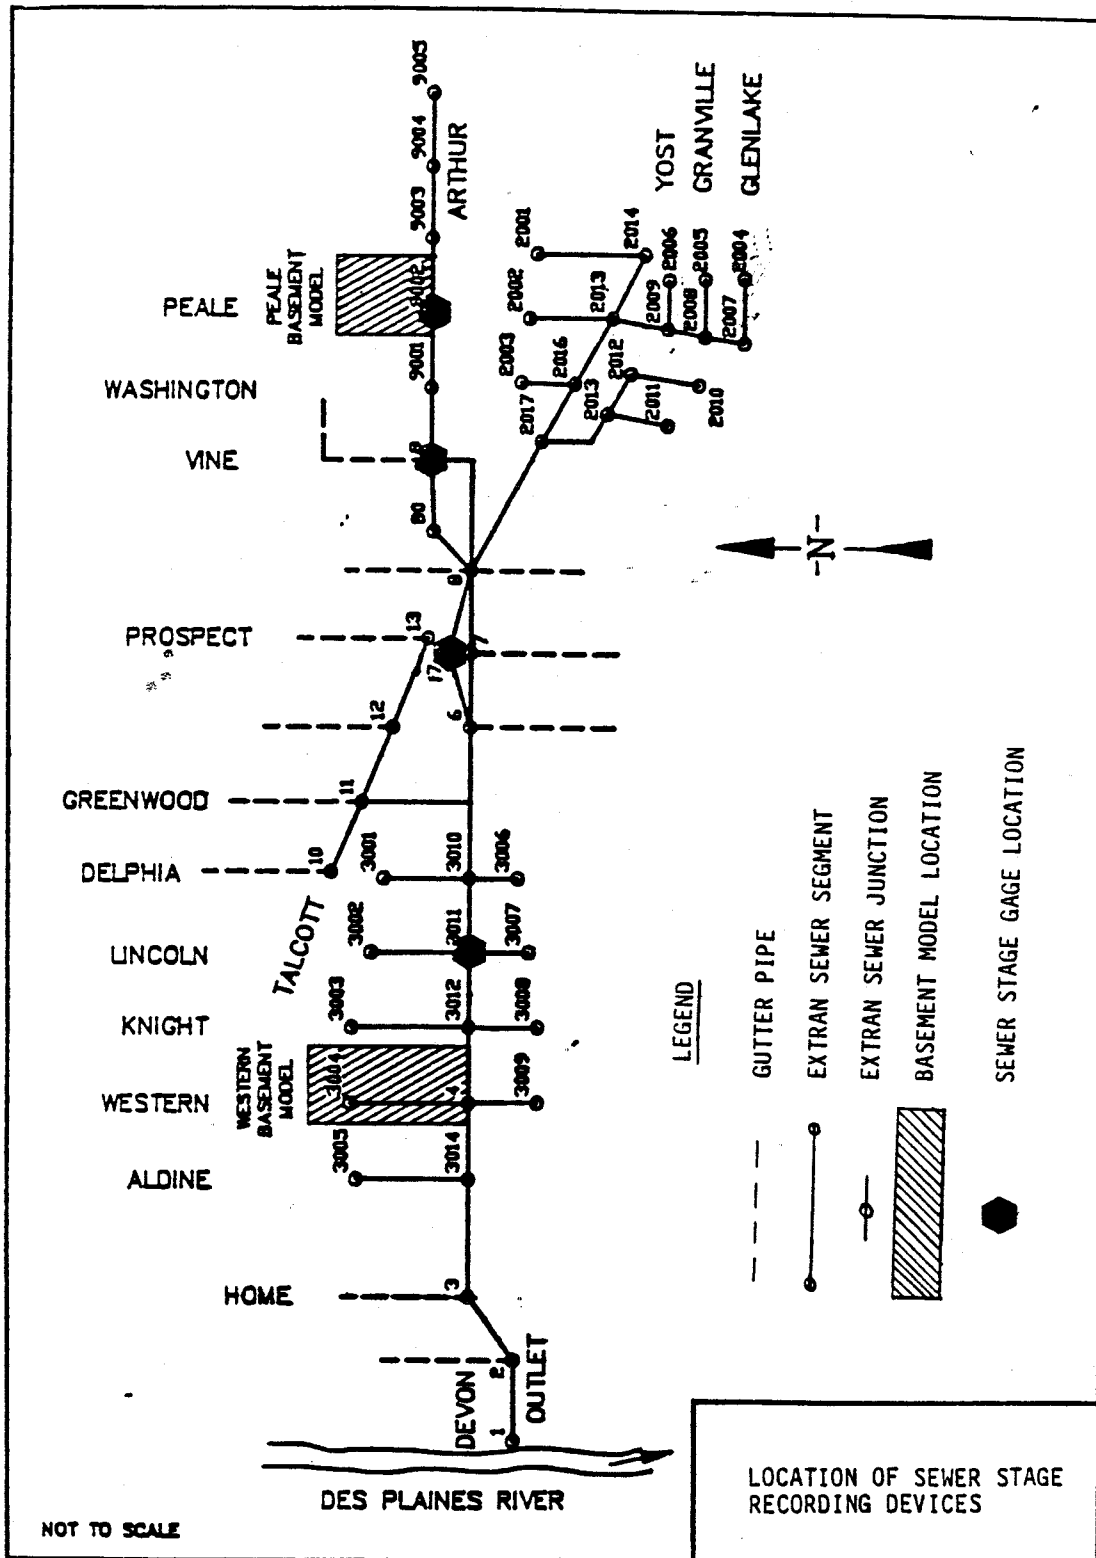 9005
9004
9003
ARTHUR
9002
PEALE
BASEMENT
MODEL
PEALE
9001
WASHINGTON
VINE
80
YOST
GRANVILLE
GLENLAKE
2001
2014
2006
2005
2004
2002
2013
2009
2008
2007
2003
2016
2012
2017
2013
2011
2010
-N-
8
PROSPECT
13
17
7
12
6
GREENWOOD
11
DELPHIA
10
3001
3010
3006
TALCOTT
LINCOLN
3002
3011
3007
KNIGHT
3003
3012
3008
WESTERN
BASEMENT
MODEL
WESTERN
3004
4
3009
ALDINE
3005
3014
HOME
3
2
DEVON
OUTLET
1
DES PLAINES RIVER
NOT TO SCALE
LEGEND
GUTTER PIPE
EXTRAN SEWER SEGMENT
EXTRAN SEWER JUNCTION
BASEMENT MODEL LOCATION
SEWER STAGE GAGE LOCATION
LOCATION OF SEWER STAGE
RECORDING DEVICES